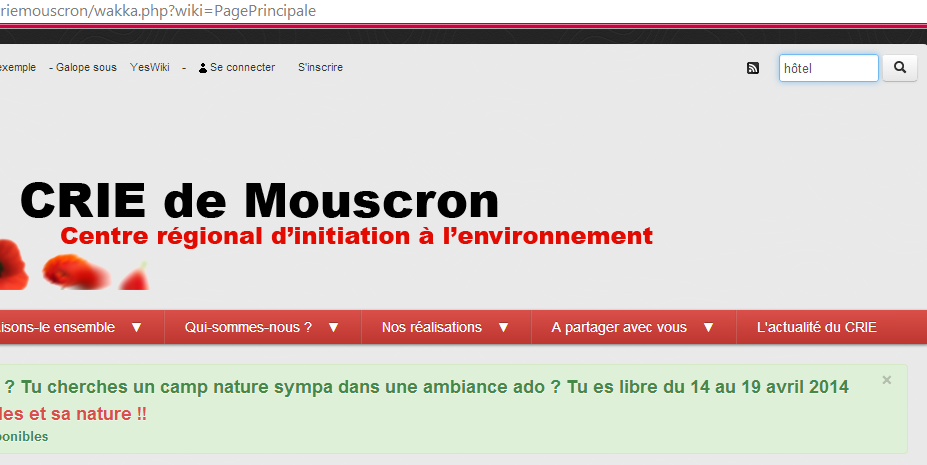 riemouscron/wakka.php?wiki=PagePrincipale
exemple - Galope sous YesWiki - Se connecter S'inscrire hôtel
CRIE de Mouscron
Centre régional d'initiation à l'environnement
isons-le ensemble ▼ Qui-sommes-nous ? ▼ Nos réalisations ▼ A partager avec vous ▼ L'actualité du CRIE
? Tu cherches un camp nature sympa dans une ambiance ado ? Tu es libre du 14 au 19 avril 2014 ×
les et sa nature !!
ponibles